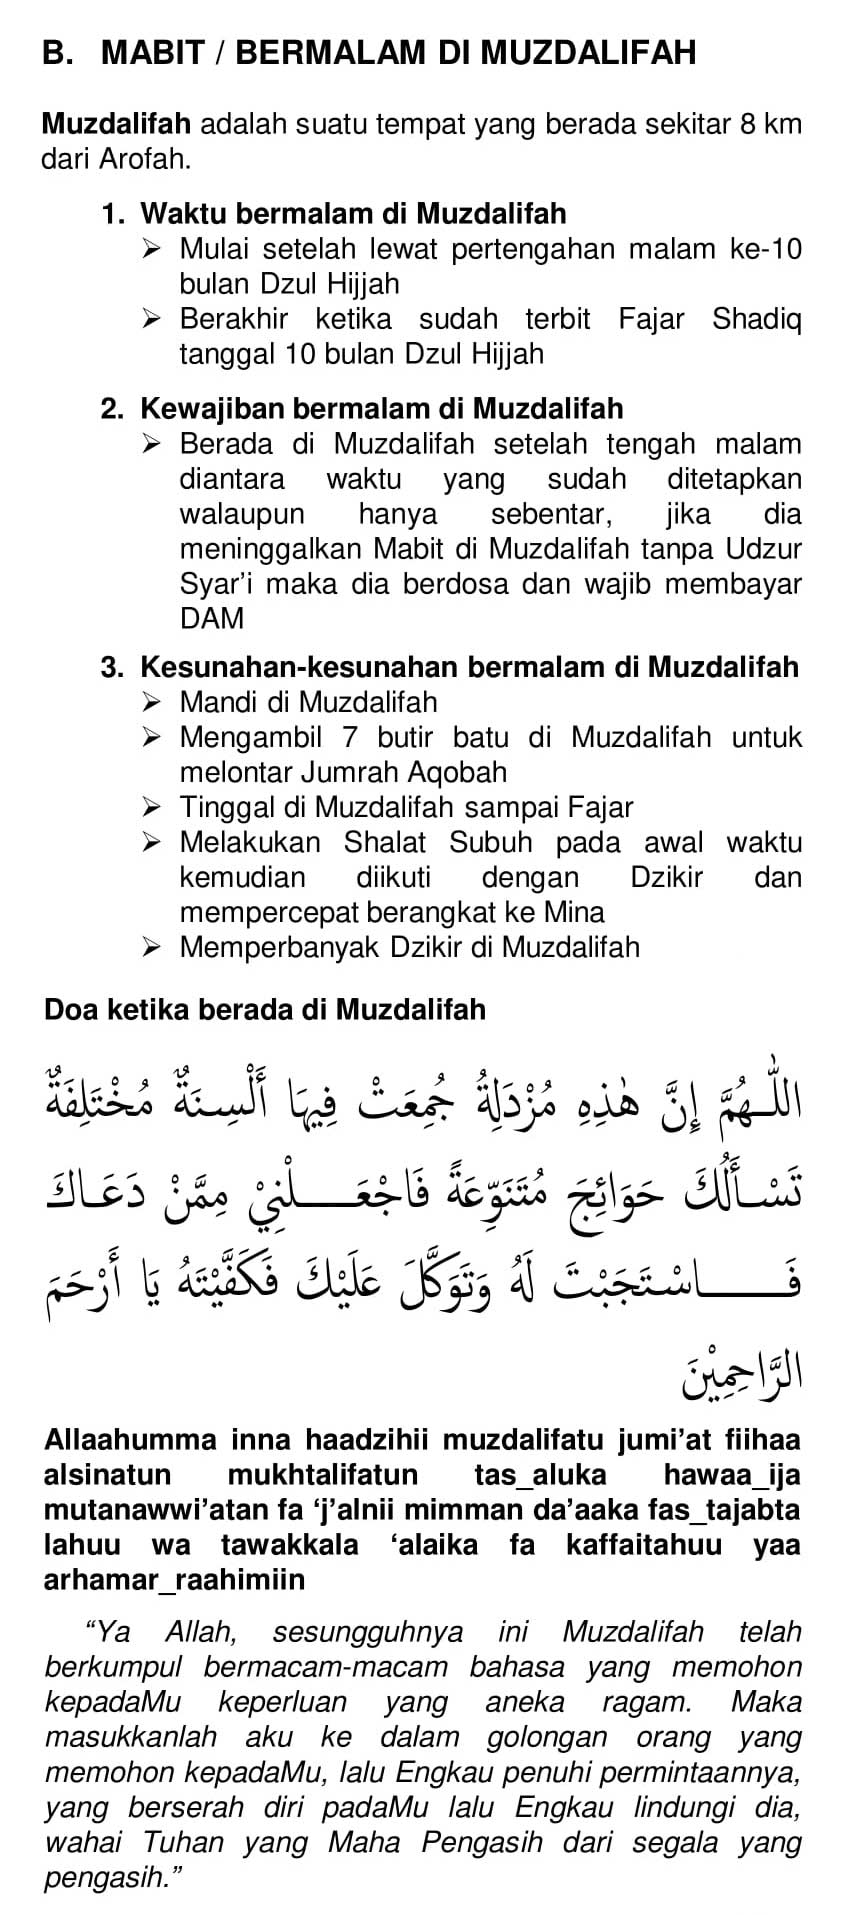 B. MABIT / BERMALAM DI MUZDALIFAH
Muzdalifah adalah suatu tempat yang berada sekitar 8 km
dari Arofah.
1. Waktu bermalam di Muzdalifah
➢ Mulai setelah lewat pertengahan malam ke-10
bulan Dzul Hijjah
➢ Berakhir ketika sudah terbit Fajar Shadiq
tanggal 10 bulan Dzul Hijjah
2. Kewajiban bermalam di Muzdalifah
➢ Berada di Muzdalifah setelah tengah malam
diantara waktu yang sudah ditetapkan
walaupun hanya sebentar, jika dia
meninggalkan Mabit di Muzdalifah tanpa Udzur
Syar’i maka dia berdosa dan wajib membayar
DAM
3. Kesunahan-kesunahan bermalam di Muzdalifah
➢ Mandi di Muzdalifah
➢ Mengambil 7 butir batu di Muzdalifah untuk
melontar Jumrah Aqobah
➢ Tinggal di Muzdalifah sampai Fajar
➢ Melakukan Shalat Subuh pada awal waktu
kemudian diikuti dengan Dzikir dan
mempercepat berangkat ke Mina
➢ Memperbanyak Dzikir di Muzdalifah
Doa ketika berada di Muzdalifah
اللّٰهُمَّ إِنَّ هٰذِهِ مُزْدَلِفَةُ جُمِعَتْ فِيهَا أَلْسِنَةٌ مُخْتَلِفَةٌ
تَسْأَلُكَ حَوَائِجَ مُتَنَوِّعَةً فَاجْعَـــلْنِيْ مِمَّنْ دَعَاكَ
فَـــــاسْتَجَبْتَ لَهُ وَتَوَكَّلَ عَلَيْكَ فَكَفَّيْتَهُ يَا أَرْحَمَ
الرَّاحِمِيْنَ
Allaahumma inna haadzihii muzdalifatu jumi’at fiihaa
alsinatun mukhtalifatun tas_aluka hawaa_ija
mutanawwi’atan fa ‘j’alnii mimman da’aaka fas_tajabta
lahuu wa tawakkala ‘alaika fa kaffaitahuu yaa
arhamar_raahimiin
“Ya Allah, sesungguhnya ini Muzdalifah telah
berkumpul bermacam-macam bahasa yang memohon
kepadaMu keperluan yang aneka ragam. Maka
masukkanlah aku ke dalam golongan orang yang
memohon kepadaMu, lalu Engkau penuhi permintaannya,
yang berserah diri padaMu lalu Engkau lindungi dia,
wahai Tuhan yang Maha Pengasih dari segala yang
pengasih.”